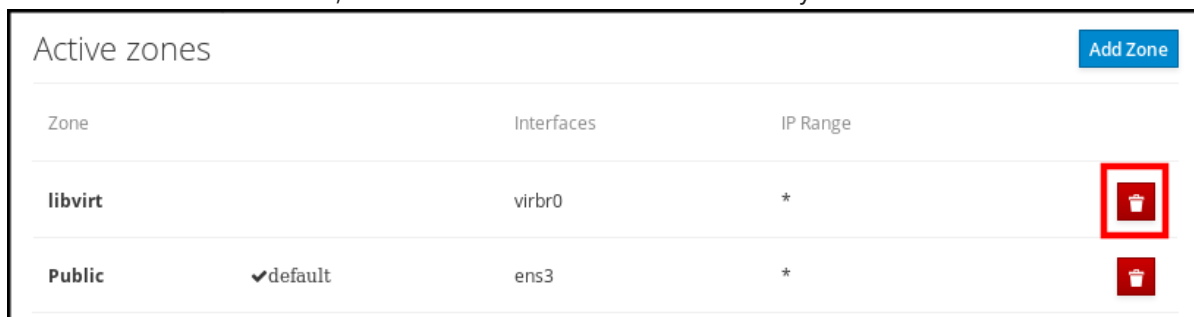 Active zones Add Zone
Zone Interfaces IP Range
libvirt virbr0 *
Public ✔default ens3 *